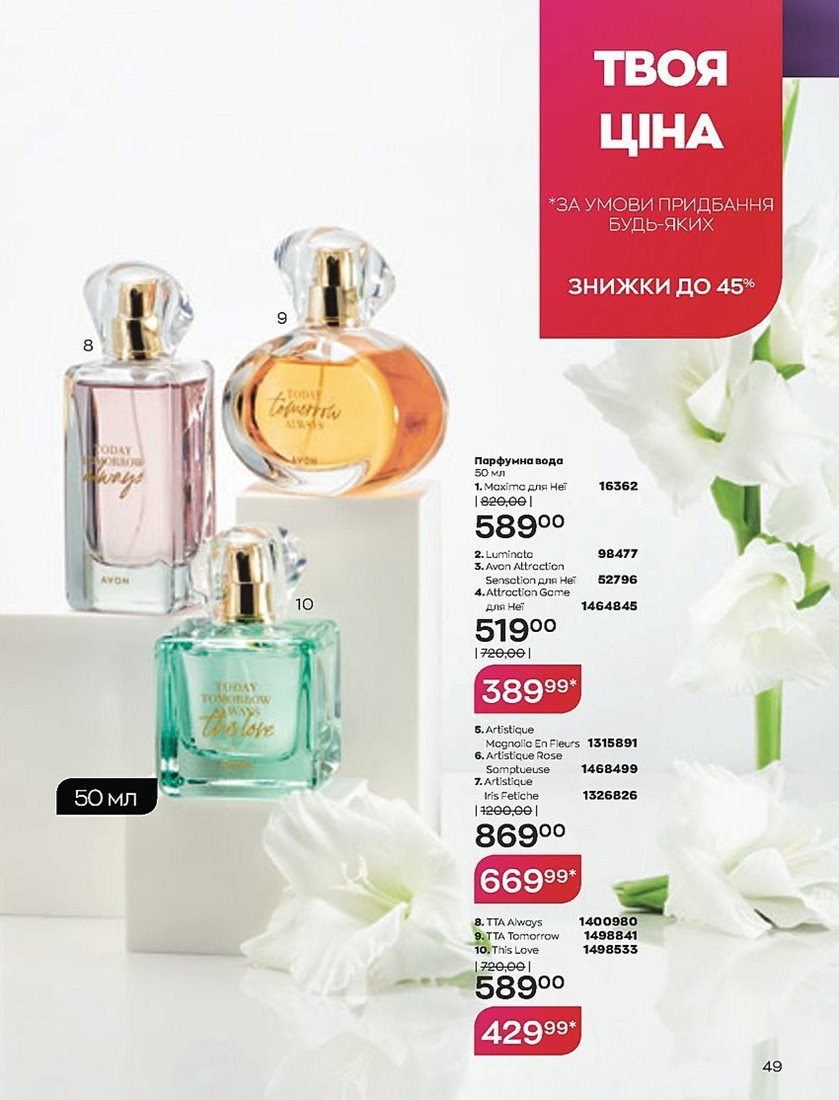 ТВОЯ
ЦІНА
*ЗА УМОВИ ПРИДБАННЯ
БУДЬ-ЯКИХ
ЗНИЖКИ ДО 45%
8
9
10
TODAY
TOMORROW
always
AVON
TODAY
tomorrow
ALWAYS
AVON
TODAY
TOMORROW
ALWAYS
this love
AVON
50 МЛ
Парфумна вода
50 мл
1. Maxima для Неї 16362
|820,00|
589⁰⁰
2. Luminata 98477
3. Avon Attraction
Sensation для Неї 52796
4. Attraction Game
для Неї 1464845
519⁰⁰
|720,00|
389⁹⁹*
5. Artistique
Magnolia En Fleurs 1315891
6. Artistique Rose
Somptueuse 1468499
7. Artistique
Iris Fetiche 1326826
|1200,00|
869⁰⁰
669⁹⁹*
8. TTA Always 1400980
9. TTA Tomorrow 1498841
10. This Love 1498533
|720,00|
589⁰⁰
429⁹⁹*
49